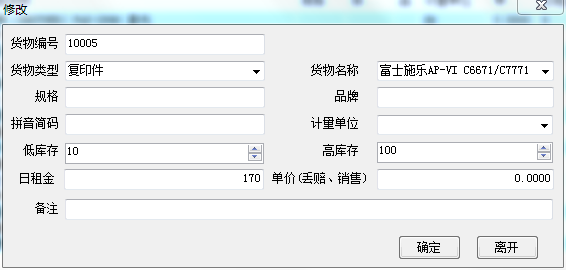 修改
货物编号 10005
货物类型 复印件 货物名称 富士施乐AP-VI C6671/C7771
规格 品牌
拼音简码 计量单位
低库存 10 高库存 100
日租金 170 单价(丢赔、销售) 0.0000
备注
确定 离开